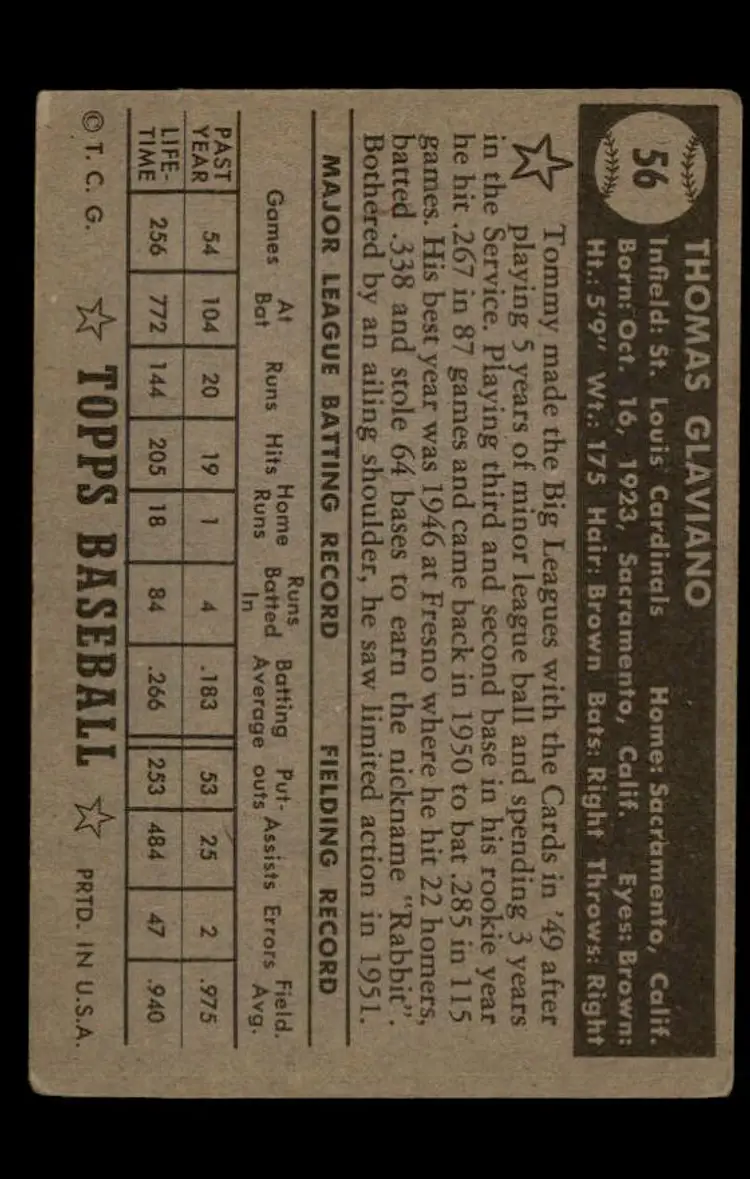 56
THOMAS GLAVIANO
Infield: St. Louis Cardinals Home: Sacramento, Calif.
Born: Oct. 16, 1923, Sacramento, Calif. Eyes: Brown:
Ht.: 5'9" Wt.: 175 Hair: Brown Bats: Right Throws: Right
Tommy made the Big Leagues with the Cards in '49 after
playing 5 years of minor league ball and spending 3 years
in the Service. Playing third and second base in his rookie year
he hit .267 in 87 games and came back in 1950 to bat .285 in 115
games. His best year was 1946 at Fresno where he hit 22 homers,
batted .338 and stole 64 bases to earn the nickname "Rabbit".
Bothered by an ailing shoulder, he saw limited action in 1951.
MAJOR LEAGUE BATTING RECORD FIELDING RECORD
Games At Bat Runs Hits Home Runs Runs Batted In Batting Average Put-outs Assists Errors Field. Avg.
PAST YEAR 54 104 20 19 1 4 .183 53 25 2 .975
LIFE-TIME 256 772 144 205 18 84 .266 253 484 47 .940
© T. C. G. TOPPS BASEBALL PRTD. IN U.S.A.